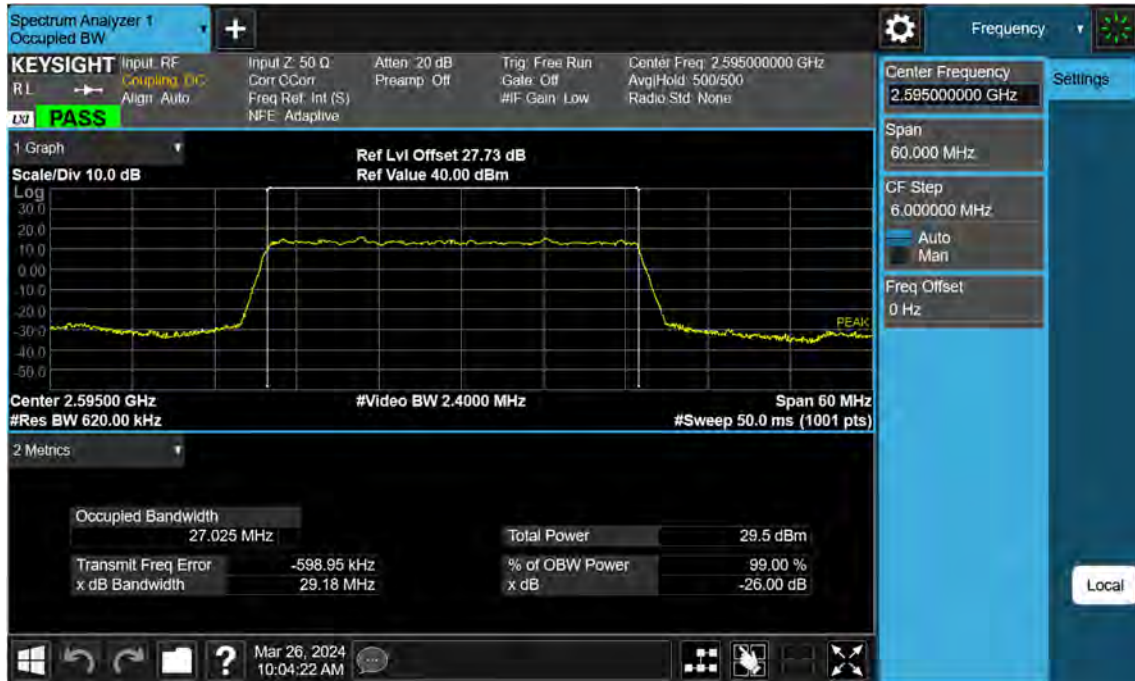 Spectrum Analyzer 1
Occupied BW
+
Frequency
KEYSIGHT Input: RF Input Z: 50 Ω Atten: 20 dB Trig: Free Run Center Freq: 2.595000000 GHz
RL Coupling: DC Corr CCorr Preamp: Off Gate: Off Avg|Hold: 500/500
Align: Auto Freq Ref: Int (S) #IF Gain: Low Radio Std: None
LXI PASS NFE: Adaptive
Center Frequency
2.595000000 GHz
Settings
Span
60.000 MHz
CF Step
6.000000 MHz
Auto
Man
Freq Offset
0 Hz
Local
1 Graph
Ref Lvl Offset 27.73 dB
Scale/Div 10.0 dB Ref Value 40.00 dBm
Log
30.0
20.0
10.0
0.00
-10.0
-20.0
-30.0
-40.0
-50.0
PEAK
Center 2.59500 GHz #Video BW 2.4000 MHz Span 60 MHz
#Res BW 620.00 kHz #Sweep 50.0 ms (1001 pts)
2 Metrics
Occupied Bandwidth
27.025 MHz Total Power 29.5 dBm
Transmit Freq Error -598.95 kHz % of OBW Power 99.00 %
x dB Bandwidth 29.18 MHz x dB -26.00 dB
? Mar 26, 2024
10:04:22 AM